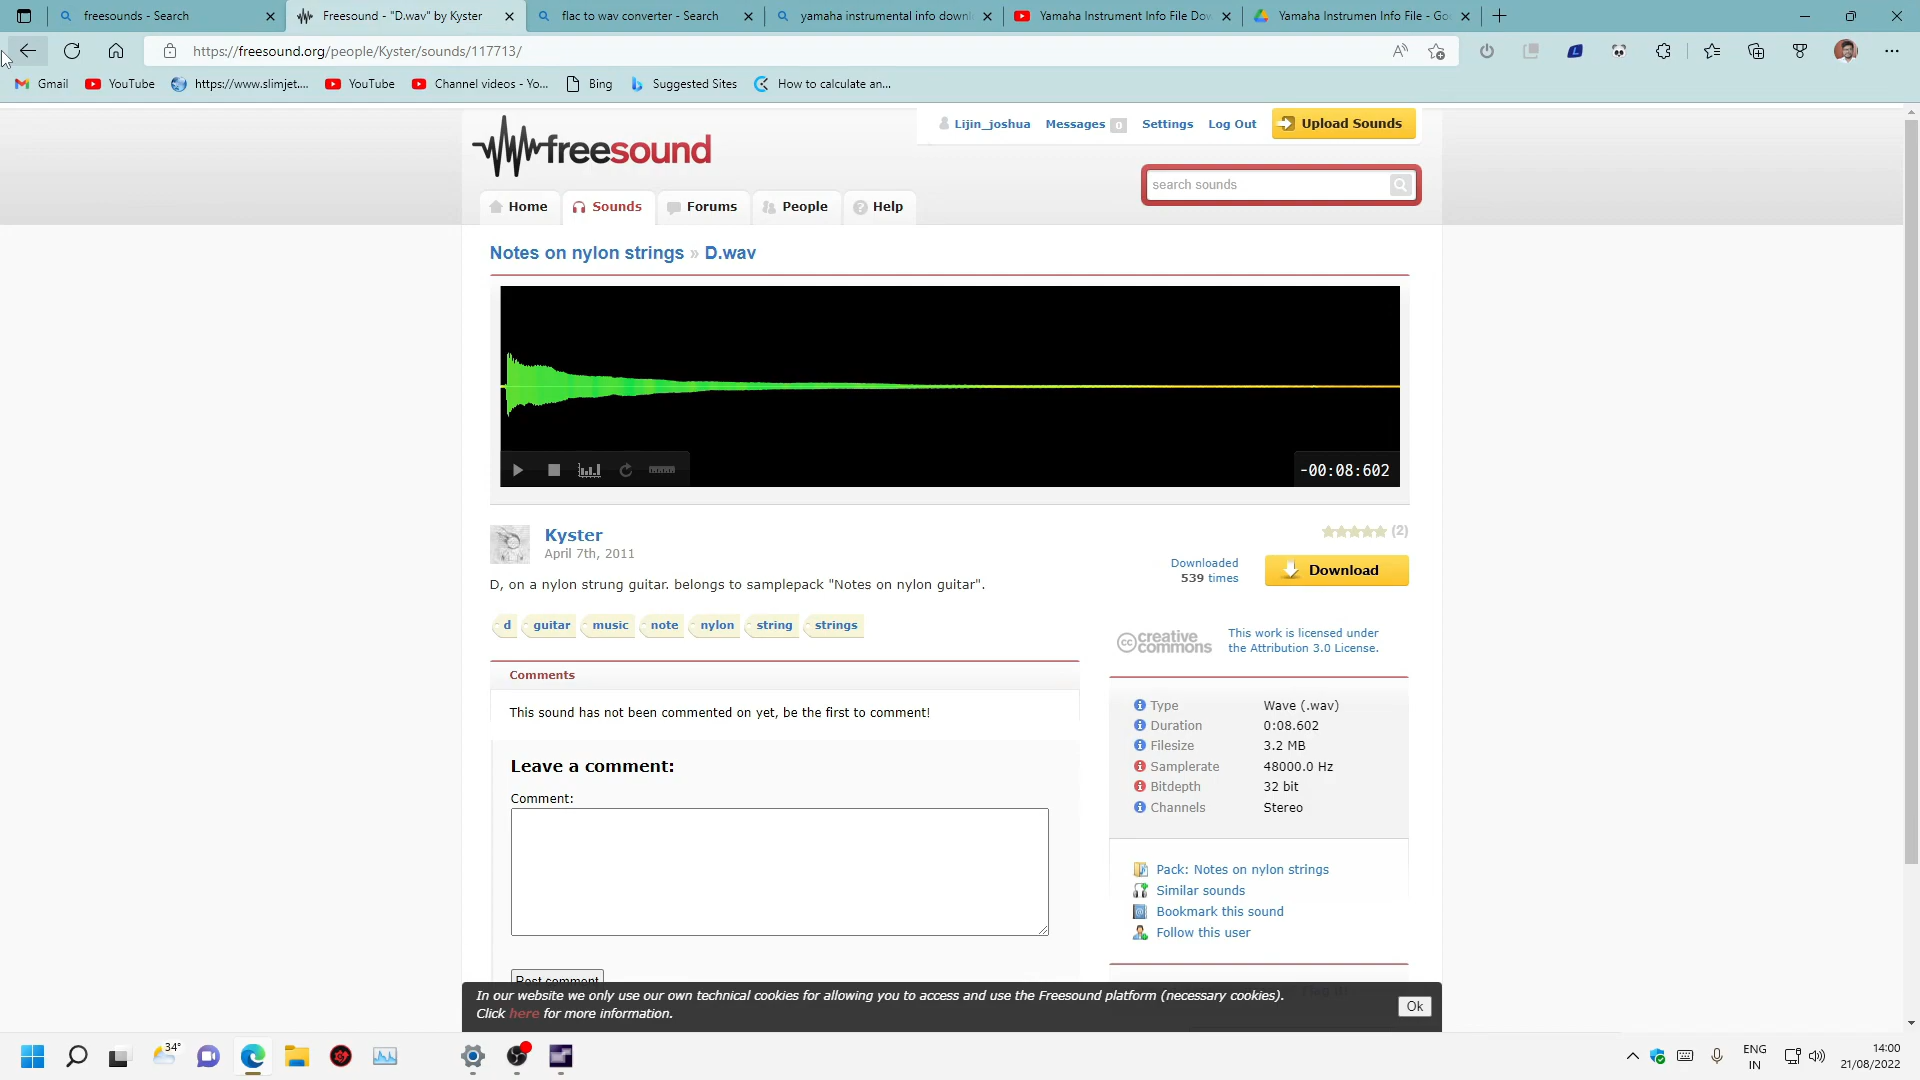 freesounds - Search
Freesound - "D.wav" by Kyster
flac to wav converter - Search
yamaha instrumental info down
Yamaha Instrument Info File Do
Yamaha Instrumen Info File - Go
https://freesound.org/people/Kyster/sounds/117713/
Gmail
YouTube
https://www.slimjet....
YouTube
Channel videos - Yo...
Bing
Suggested Sites
How to calculate an...
freesound
Lijin_joshua Messages 0 Settings Log Out Upload Sounds
search sounds
Home Sounds Forums People Help
Notes on nylon strings » D.wav
-00:08:602
Kyster
April 7th, 2011
(2)
Downloaded
539 times
Download
D, on a nylon strung guitar. belongs to samplepack "Notes on nylon guitar".
d guitar music note nylon string strings
cc creative commons
This work is licensed under
the Attribution 3.0 License.
Comments
This sound has not been commented on yet, be the first to comment!
Leave a comment:
Comment:
Post comment
Type Wave (.wav)
Duration 0:08.602
Filesize 3.2 MB
Samplerate 48000.0 Hz
Bitdepth 32 bit
Channels Stereo
Pack: Notes on nylon strings
Similar sounds
Bookmark this sound
Follow this user
In our website we only use our own technical cookies for allowing you to access and use the Freesound platform (necessary cookies).
Click here for more information.
Ok
34°
ENG
IN
14:00
21/08/2022